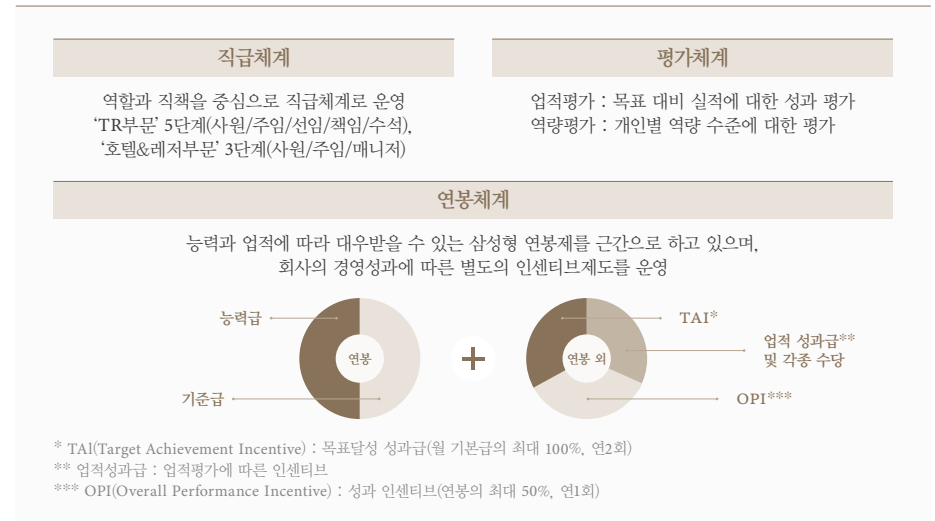 직급체계
역할과 직책을 중심으로 직급체계로 운영
‘TR부문’ 5단계(사원/주임/선임/책임/수석),
‘호텔&레저부문’ 3단계(사원/주임/매니저)
평가체계
업적평가 : 목표 대비 실적에 대한 성과 평가
역량평가 : 개인별 역량 수준에 대한 평가
연봉체계
능력과 업적에 따라 대우받을 수 있는 삼성형 연봉제를 근간으로 하고 있으며,
회사의 경영성과에 따른 별도의 인센티브제도를 운영
능력급
연봉
기준급
+
연봉 외
TAI*
업적 성과급**
및 각종 수당
OPI***
* TAI(Target Achievement Incentive) : 목표달성 성과급(월 기본급의 최대 100%, 연2회)
** 업적성과급 : 업적평가에 따른 인센티브
*** OPI(Overall Performance Incentive) : 성과 인센티브(연봉의 최대 50%, 연1회)